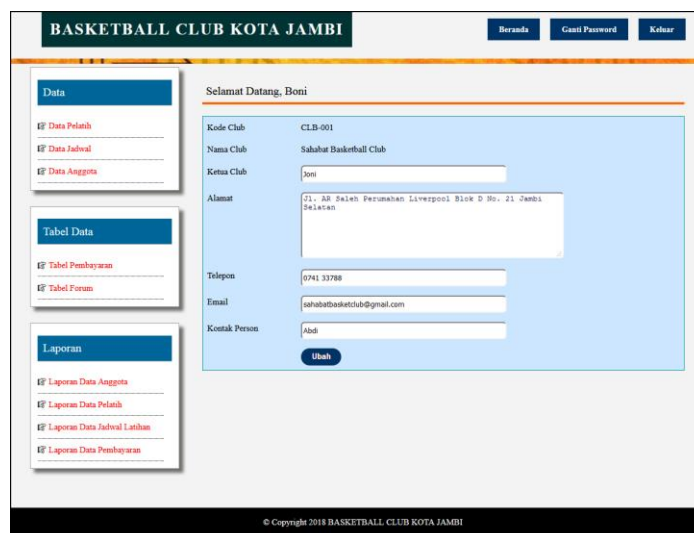 BASKETBALL CLUB KOTA JAMBI
Beranda
Ganti Password
Keluar
Data
Data Pelatih
Data Jadwal
Data Anggota
Tabel Data
Tabel Pembayaran
Tabel Forum
Laporan
Laporan Data Anggota
Laporan Data Pelatih
Laporan Data Jadwal Latihan
Laporan Data Pembayaran
Selamat Datang, Boni
Kode Club CLB-001
Nama Club Sahabat Basketball Club
Ketua Club Joni
Alamat Jl. AR Saleh Perumahan Liverpool Blok D No. 21 Jambi
Selatan
Telepon 0741 33788
Email sahabatbasketclub@gmail.com
Kontak Person Abdi
Ubah
© Copyright 2018 BASKETBALL CLUB KOTA JAMBI